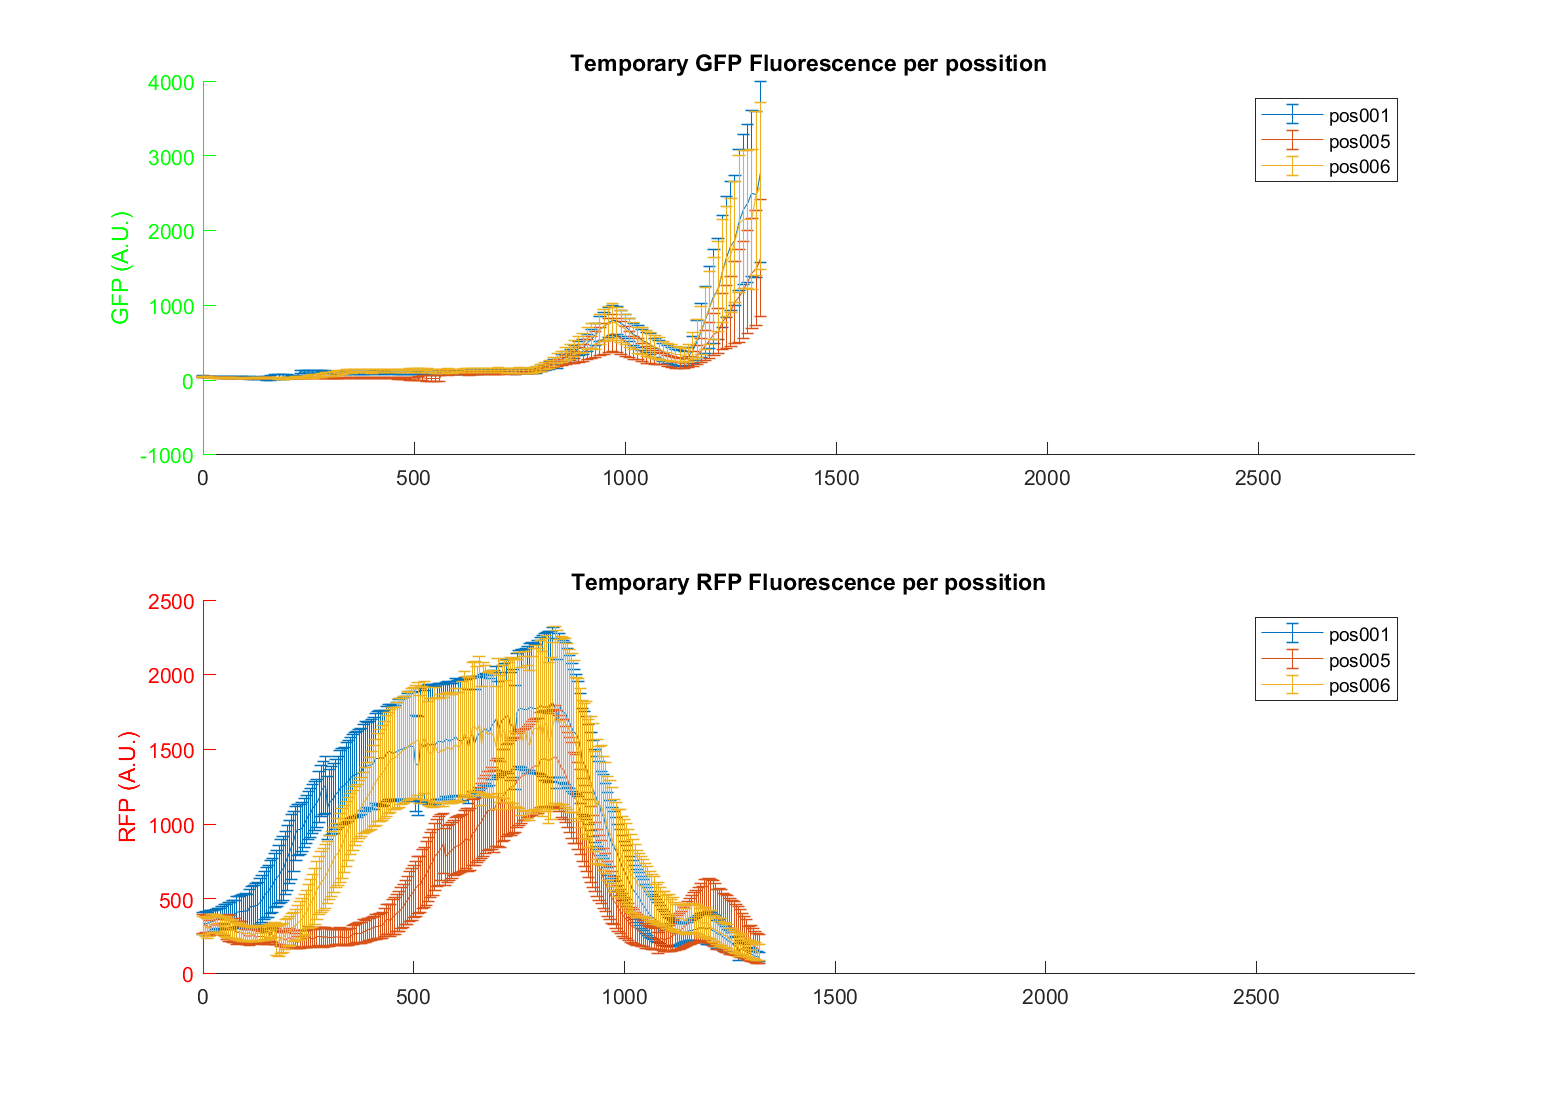 Temporary GFP Fluorescence per possition
4000
3000
2000
1000
0
-1000
GFP (A.U.)
0 500 1000 1500 2000 2500
pos001
pos005
pos006
Temporary RFP Fluorescence per possition
2500
2000
1500
1000
500
0
RFP (A.U.)
0 500 1000 1500 2000 2500
pos001
pos005
pos006